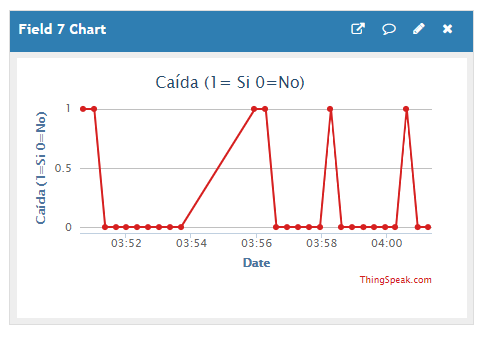 Field 7 Chart
Caída (1= Si 0=No)
Caída (1=Si 0=No)
1
0.5
0
03:52 03:54 03:56 03:58 04:00
Date
ThingSpeak.com